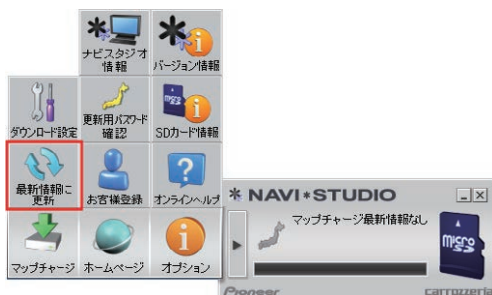 ナビスタジオ
情報
バージョン情報
ダウンロード設定
更新用パスワード
確認
SDカード情報
最新情報に
更新
お客様登録
オンラインヘルプ
マップチャージ
ホームページ
オプション
NAVI*STUDIO
マップチャージ最新情報なし
micro
Pioneer
carrozzeria